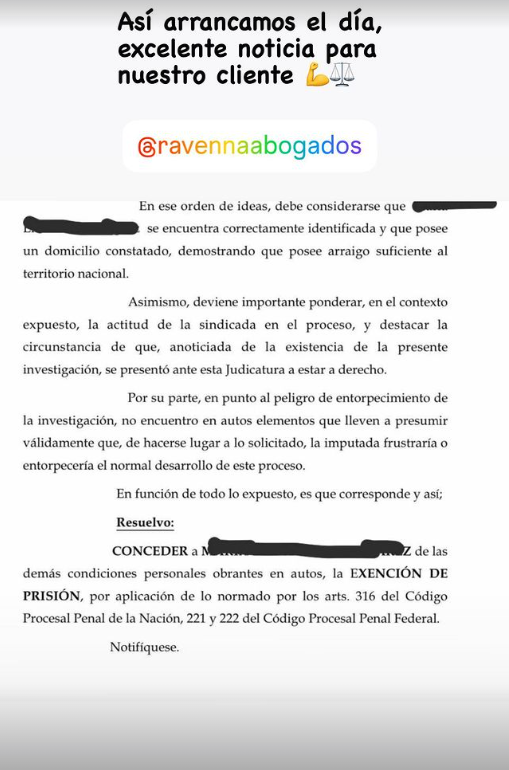 Así arrancamos el día,
excelente noticia para
nuestro cliente 💪⚖️
@ravennaabogados
En ese orden de ideas, debe considerarse que
se encuentra correctamente identificada y que posee
un domicilio constatado, demostrando que posee arraigo suficiente al
territorio nacional.
Asimismo, deviene importante ponderar, en el contexto
expuesto, la actitud de la sindicada en el proceso, y destacar la
circunstancia de que, anoticiada de la existencia de la presente
investigación, se presentó ante esta Judicatura a estar a derecho.
Por su parte, en punto al peligro de entorpecimiento de
la investigación, no encuentro en autos elementos que lleven a presumir
válidamente que, de hacerse lugar a lo solicitado, la imputada frustraría o
entorpecería el normal desarrollo de este proceso.
En función de todo lo expuesto, es que corresponde y así;
Resuelvo:
CONCEDER a de las
demás condiciones personales obrantes en autos, la EXENCIÓN DE
PRISIÓN, por aplicación de lo normado por los arts. 316 del Código
Procesal Penal de la Nación, 221 y 222 del Código Procesal Penal Federal.
Notifíquese.